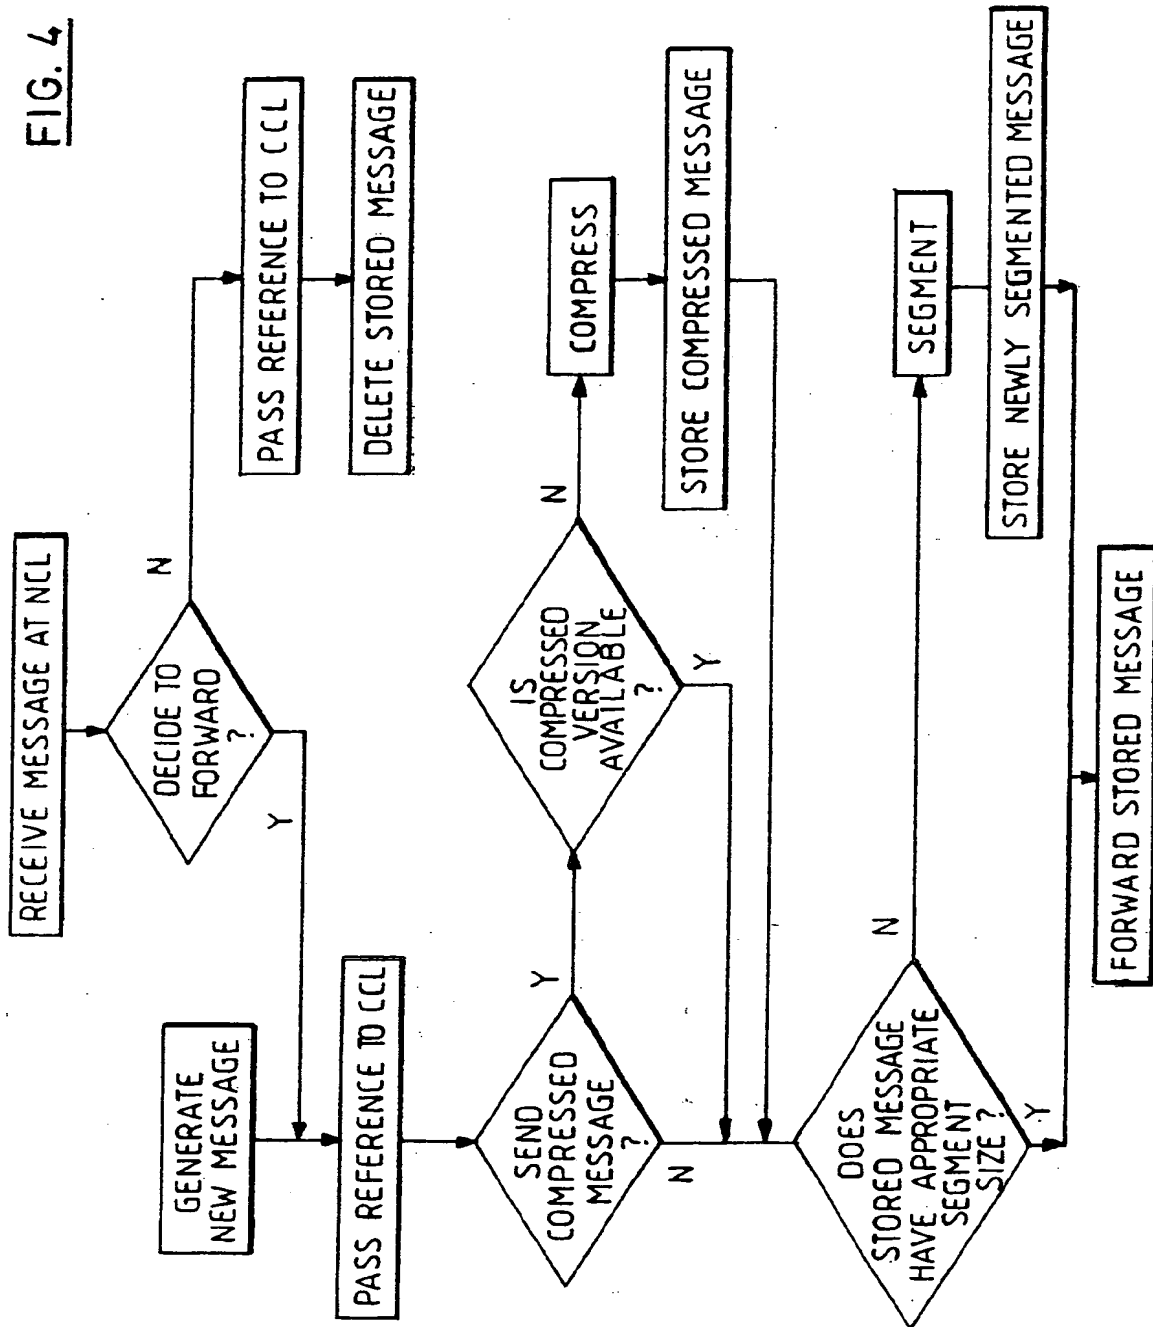 FIG. 4
RECEIVE MESSAGE AT NCL
DECIDE TO
FORWARD
?
N
Y
PASS REFERENCE TO CCL
DELETE STORED MESSAGE
GENERATE
NEW MESSAGE
PASS REFERENCE TO CCL
SEND
COMPRESSED
MESSAGE
?
Y
N
IS
COMPRESSED
VERSION
AVAILABLE
?
N
Y
COMPRESS
STORE COMPRESSED MESSAGE
DOES
STORED MESSAGE
HAVE APPROPRIATE
SEGMENT
SIZE ?
N
Y
SEGMENT
STORE NEWLY SEGMENTED MESSAGE
FORWARD STORED MESSAGE